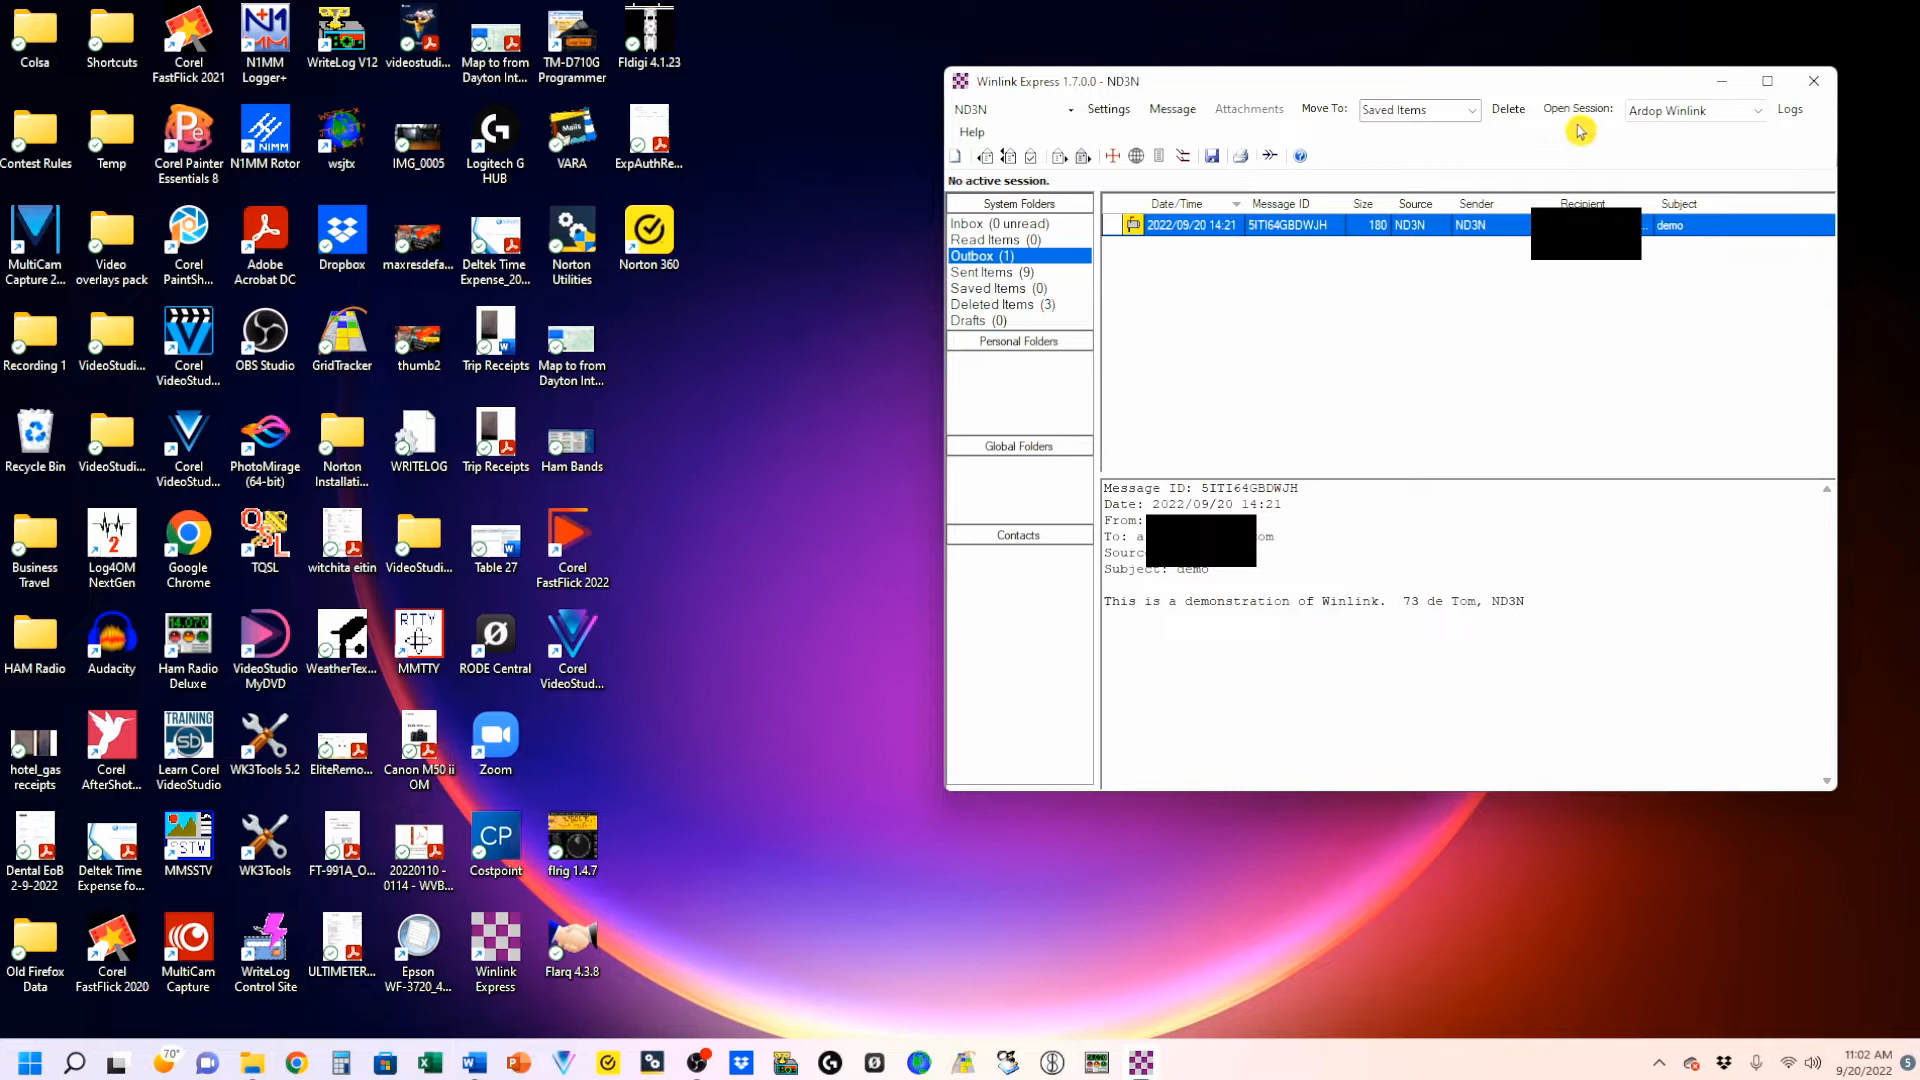 Colsa
Shortcuts
Corel
FastFlick 2021
N1MM
Logger+
WriteLog V12
videostudi...
Map to from
Dayton Int...
TM-D710G
Programmer
Fldigi 4.1.23
Contest Rules
Temp
Corel Painter
Essentials 8
N1MM Rotor
wsjtx
IMG_0005
Logitech G
HUB
VARA
ExpAuthRe...
MultiCam
Capture 2...
Video
overlays pack
Corel
PaintSh...
Adobe
Acrobat DC
Dropbox
maxresdefa...
Deltek Time
Expense_20...
Norton
Utilities
Norton 360
Recording 1
VideoStudi...
Corel
VideoStud...
OBS Studio
GridTracker
thumb2
Trip Receipts
Map to from
Dayton Int...
Recycle Bin
VideoStudi...
Corel
VideoStud...
PhotoMirage
(64-bit)
Norton
Installati...
WRITELOG
Trip Receipts
Ham Bands
Business
Travel
Log4OM
NextGen
Google
Chrome
TQSL
witchita eitin
VideoStudi...
Table 27
Corel
FastFlick 2022
HAM Radio
Audacity
Ham Radio
Deluxe
VideoStudio
MyDVD
WeatherTex...
MMTTY
RODE Central
Corel
VideoStud...
hotel_gas
receipts
Corel
AfterShot...
Learn Corel
VideoStudio
WK3Tools 5.2
EliteRemo...
Canon M50 ii
OM
Zoom
Dental EoB
2-9-2022
Deltek Time
Expense fo...
MMSSTV
WK3Tools
FT-991A_O...
20220110 -
0114 - WVB...
Costpoint
flrig 1.4.7
Old Firefox
Data
Corel
FastFlick 2020
MultiCam
Capture
WriteLog
Control Site
ULTIMETER...
Epson
WF-3720_4...
Winlink
Express
Flarq 4.3.8
Winlink Express 1.7.0.0 - ND3N
ND3N Settings Message Attachments Move To: Saved Items Delete Open Session: Ardop Winlink Logs
Help
No active session.
System Folders
Inbox (0 unread)
Read Items (0)
Outbox (1)
Sent Items (9)
Saved Items (0)
Deleted Items (3)
Drafts (0)
Personal Folders
Global Folders
Contacts
Date/Time Message ID Size Source Sender Recipient Subject
2022/09/20 14:21 5ITI64GBDWJH 180 ND3N ND3N ... demo
Message ID: 5ITI64GBDWJH
Date: 2022/09/20 14:21
From:
To: a om
Sourc
Subject: demo
This is a demonstration of Winlink. 73 de Tom, ND3N
70°
11:02 AM
9/20/2022
5